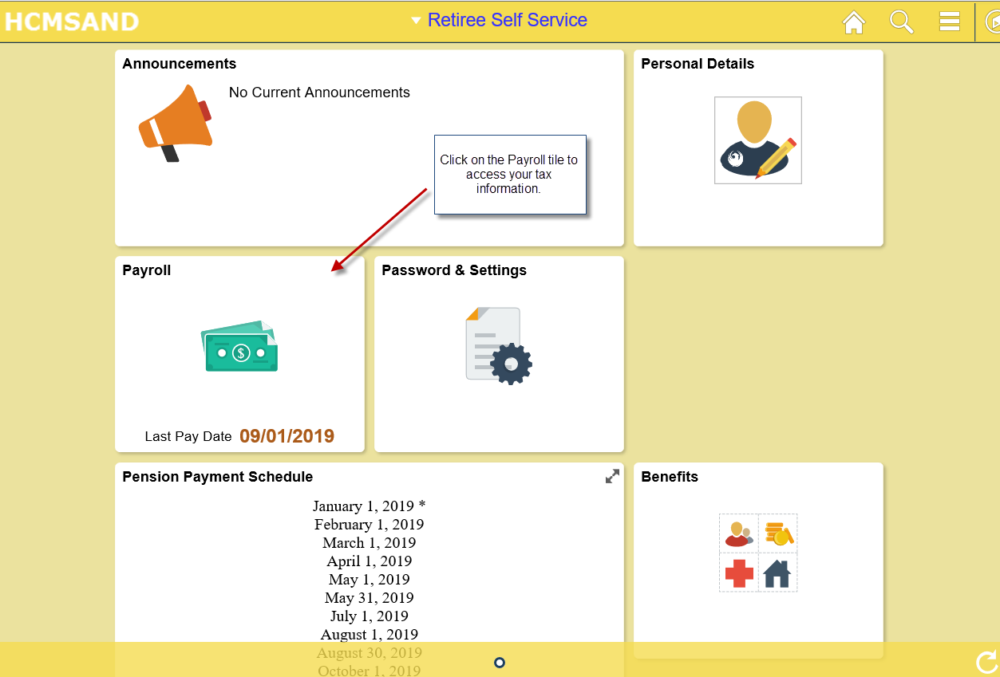 HCMSAND
Retiree Self Service
Announcements
No Current Announcements
Click on the Payroll tile to
access your tax
information.
Personal Details
Payroll
$
Last Pay Date 09/01/2019
Password & Settings
Pension Payment Schedule
January 1, 2019 *
February 1, 2019
March 1, 2019
April 1, 2019
May 1, 2019
May 31, 2019
July 1, 2019
August 1, 2019
August 30, 2019
October 1, 2019
Benefits